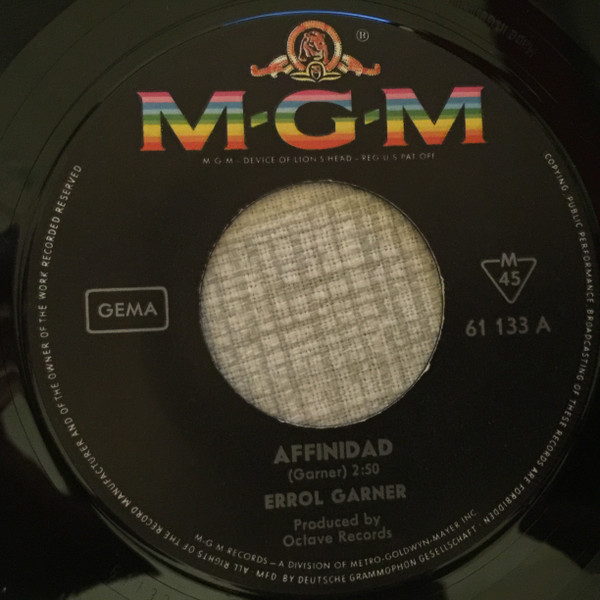 ®
M-G-M
M G M - DEVICE OF LION'S HEAD - REG. U S PAT. OFF
GEMA
M
45
61 133 A
AFFINIDAD
(Garner) 2:50
ERROL GARNER
Produced by
Octave Records
M.G.M RECORDS – A DIVISION OF METRO-GOLDWYN-MAYER INC.
ALL RIGHTS OF THE RECORD MANUFACTURER AND OF THE OWNER OF THE WORK RECORDED RESERVED
COPYING, PUBLIC PERFORMANCE BROADCASTING OF THESE RECORDS ARE FORBIDDEN
MFD. BY DEUTSCHE GRAMMOPHON GESELLSCHAFT